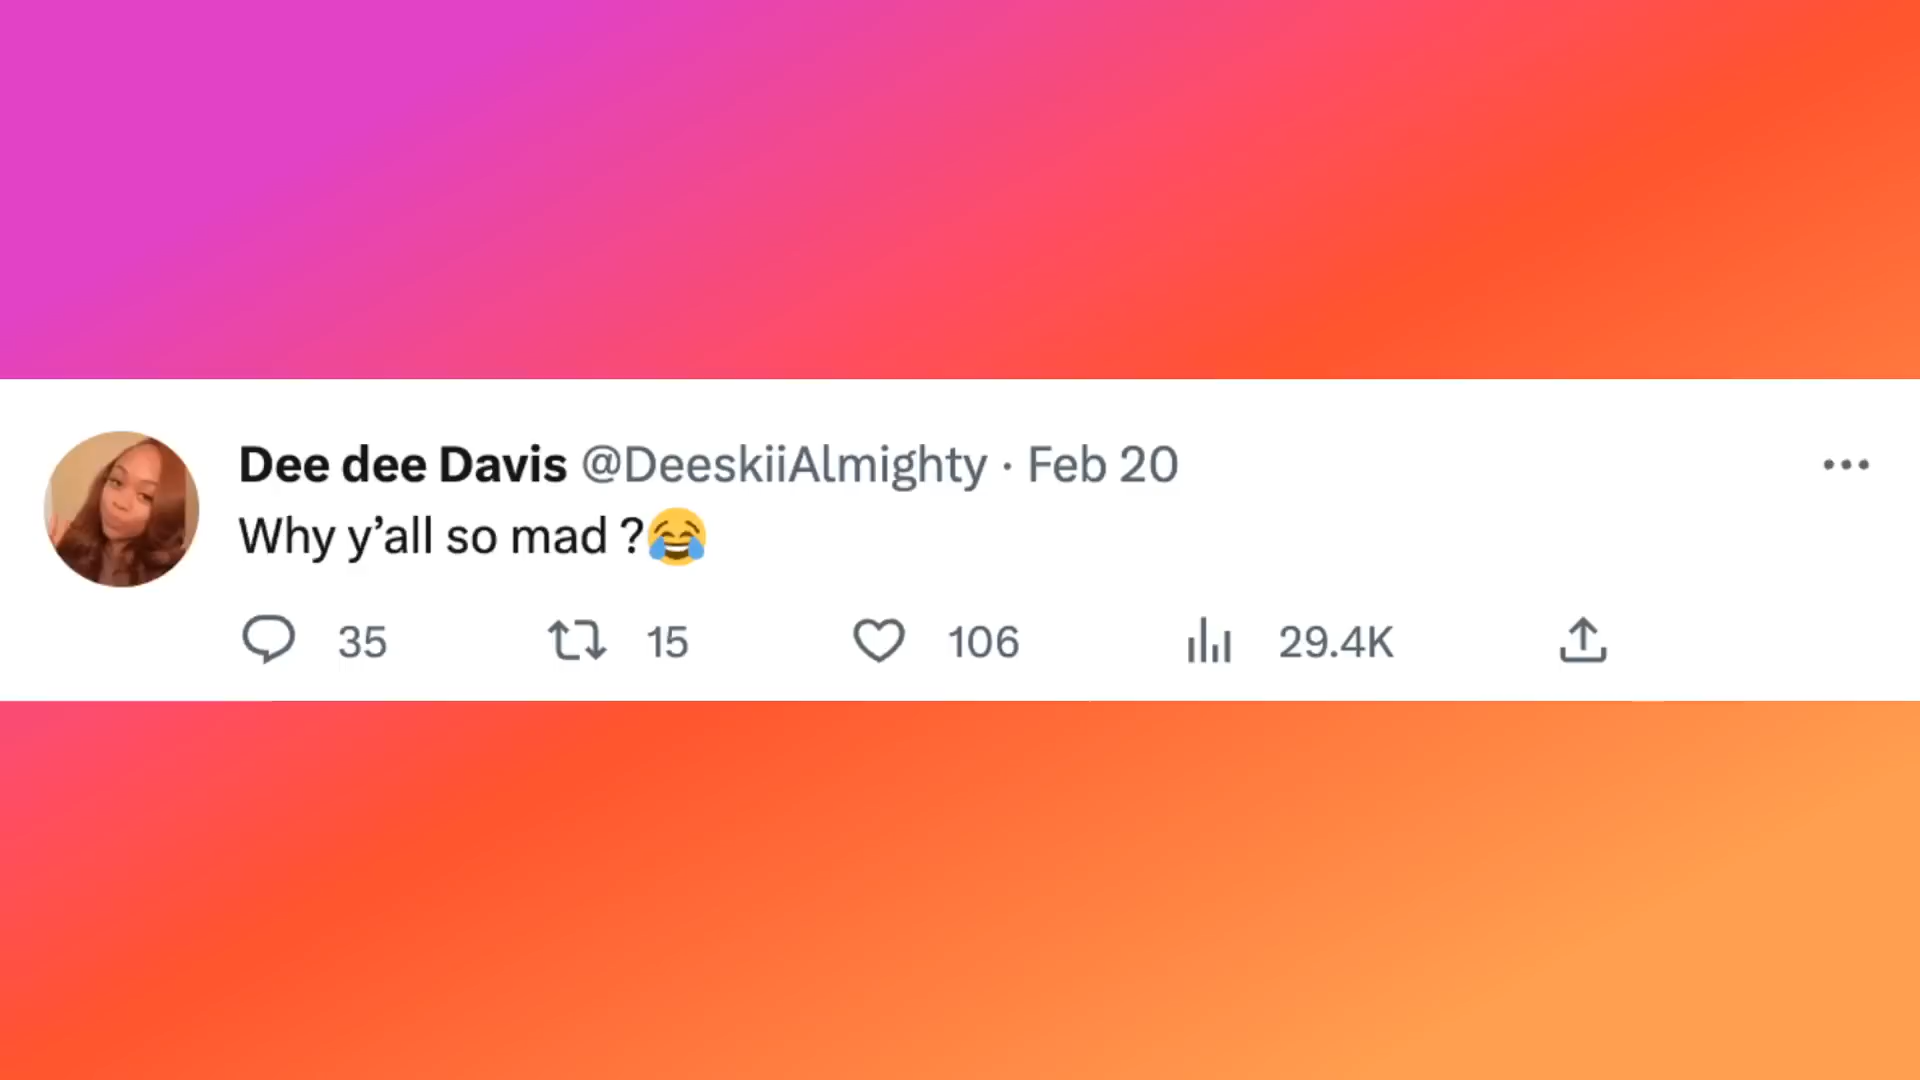 Dee dee Davis @DeeskiiAlmighty · Feb 20
Why y’all so mad ?😂
35 15 106 29.4K